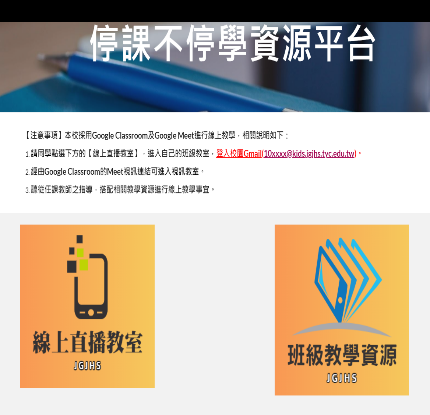 停課不停學資源平台
【注意事項】本校採用Google Classroom及Google Meet進行線上教學，相關說明如下：
1.請同學點選下方的【線上直播教室】，進入自己的班級教室，登入校園Gmail(10xxxx@kids.jgjhs.tyc.edu.tw)。
2.經由Google Classroom的Meet視訊連結可進入視訊教室。
3.聽從任課教師之指導，搭配相關教學資源進行線上教學事宜。
線上直播教室
JGJHS
班級教學資源
JGJHS